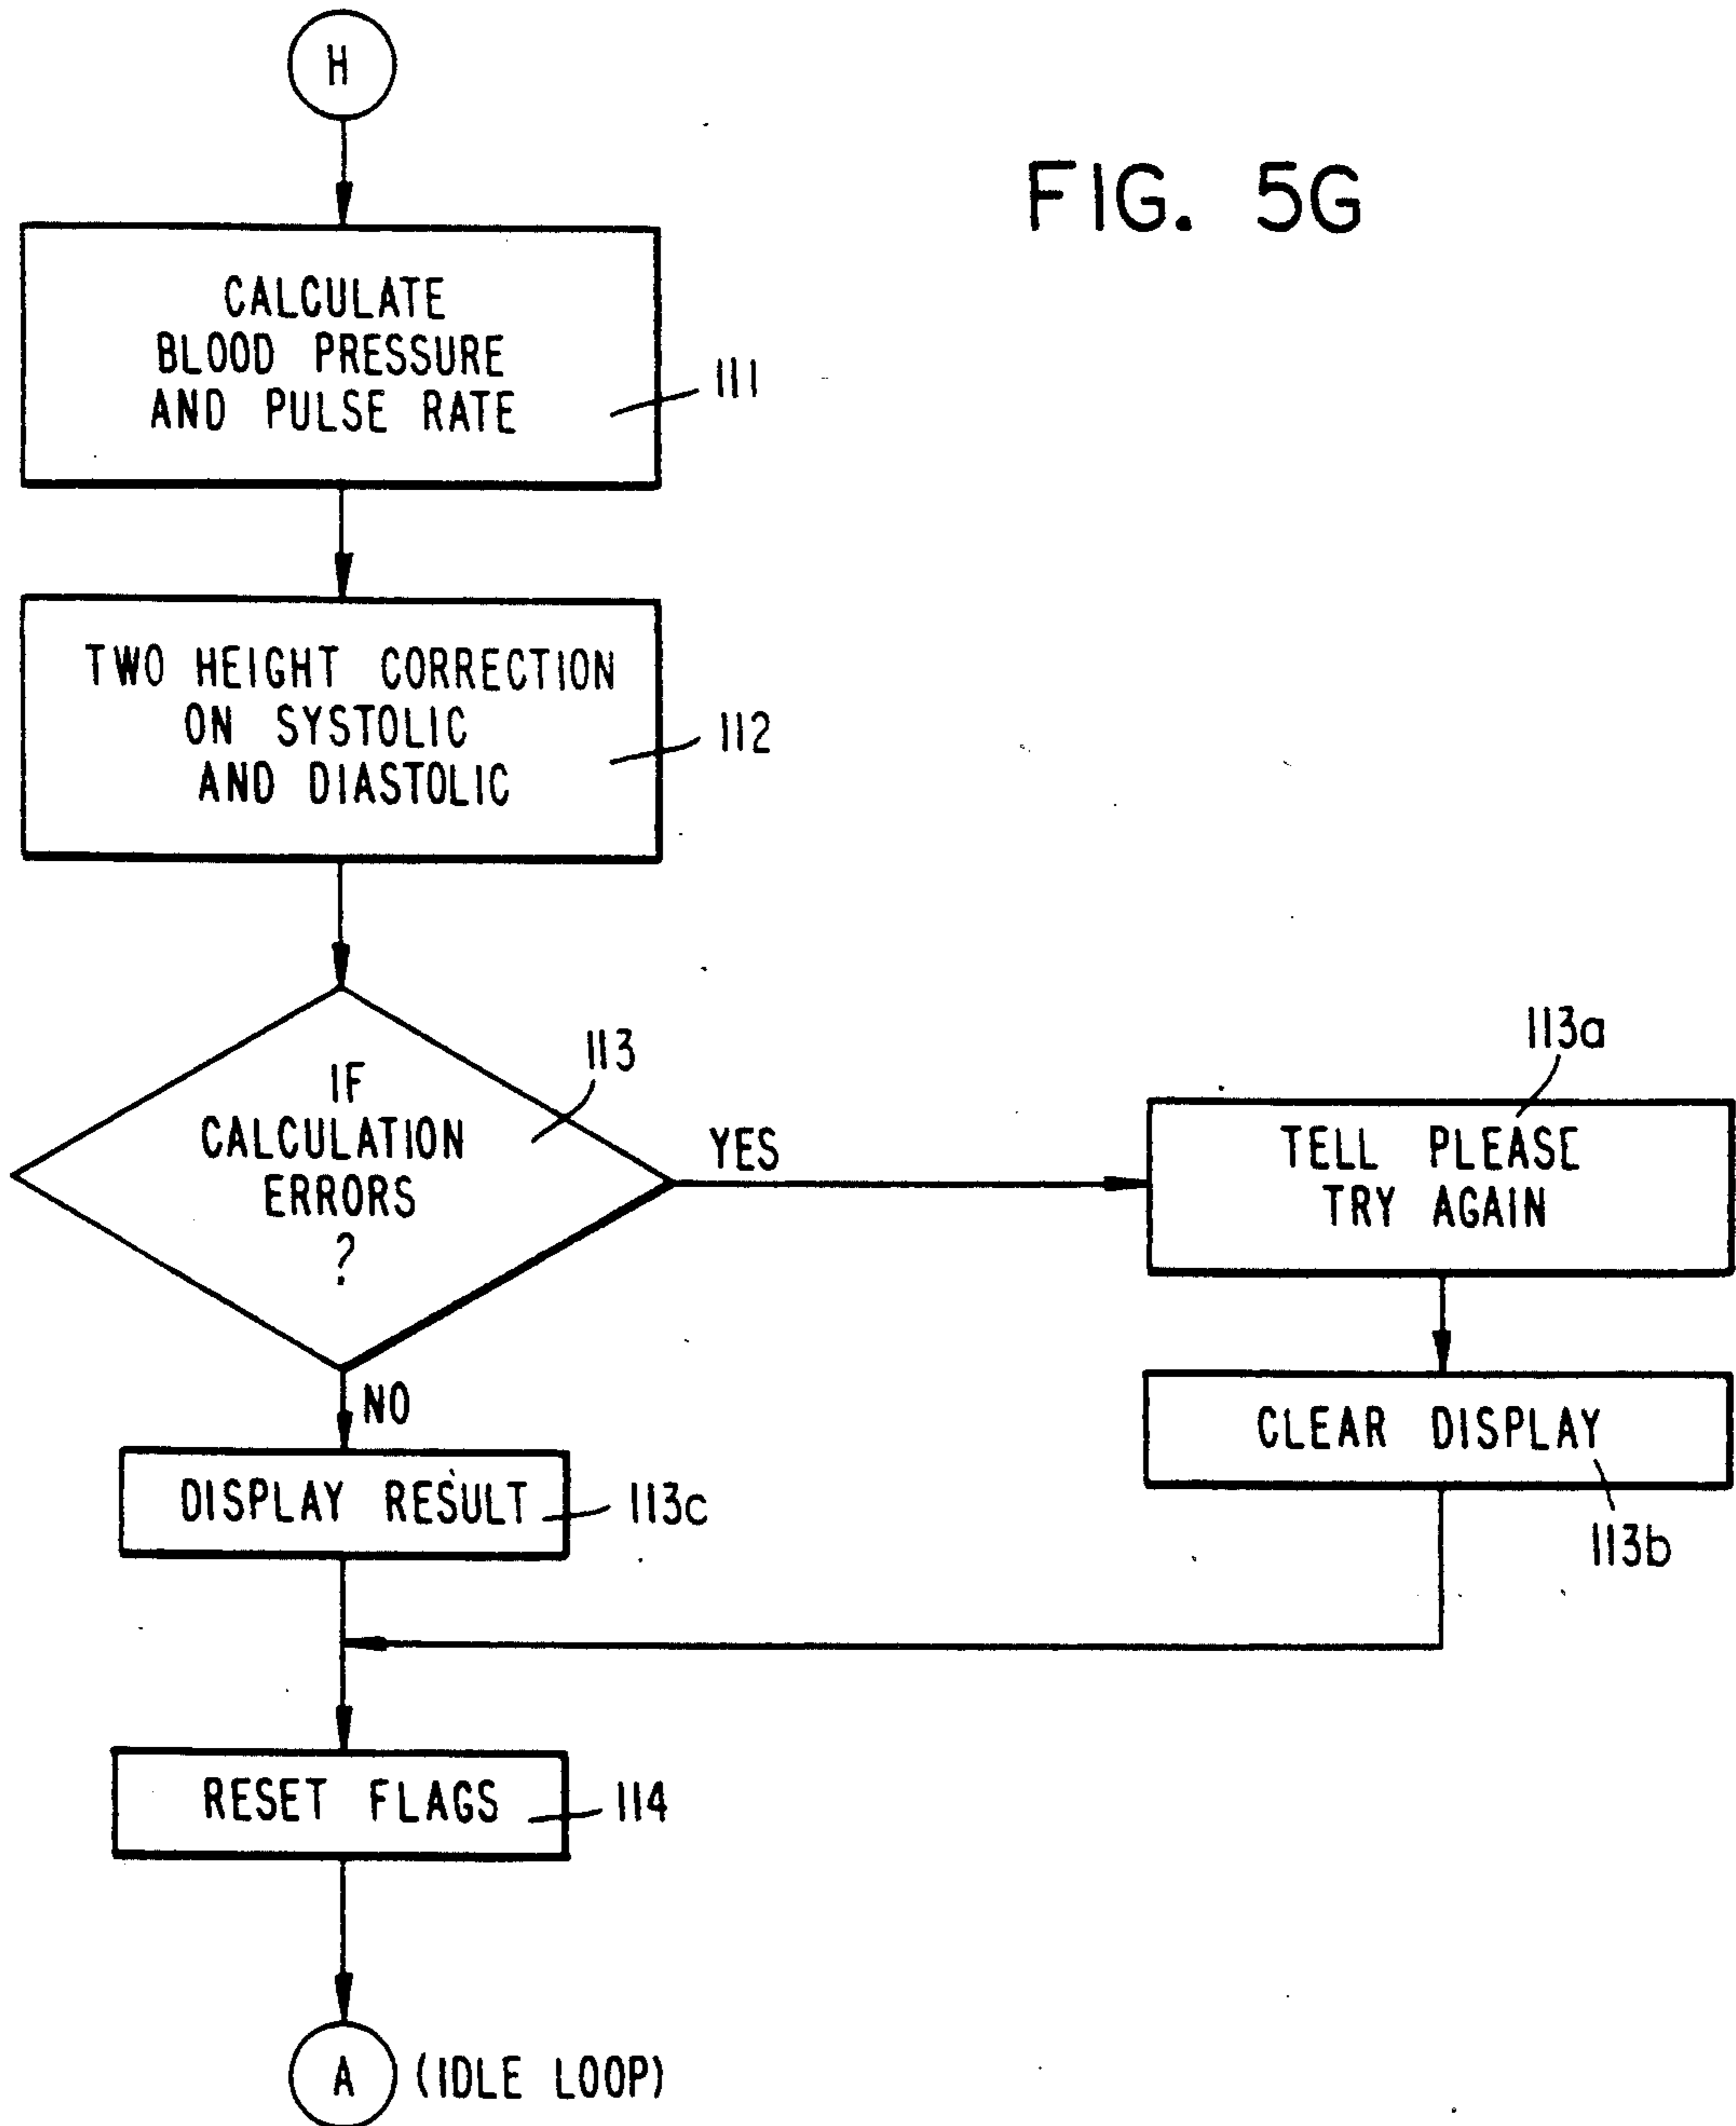 H
FIG. 5G
CALCULATE
BLOOD PRESSURE
AND PULSE RATE
111
TWO HEIGHT CORRECTION
ON SYSTOLIC
AND DIASTOLIC
112
IF
CALCULATION
ERRORS
?
113
YES
113a
TELL PLEASE
TRY AGAIN
NO
CLEAR DISPLAY
113b
DISPLAY RESULT
113c
RESET FLAGS
114
A (IDLE LOOP)